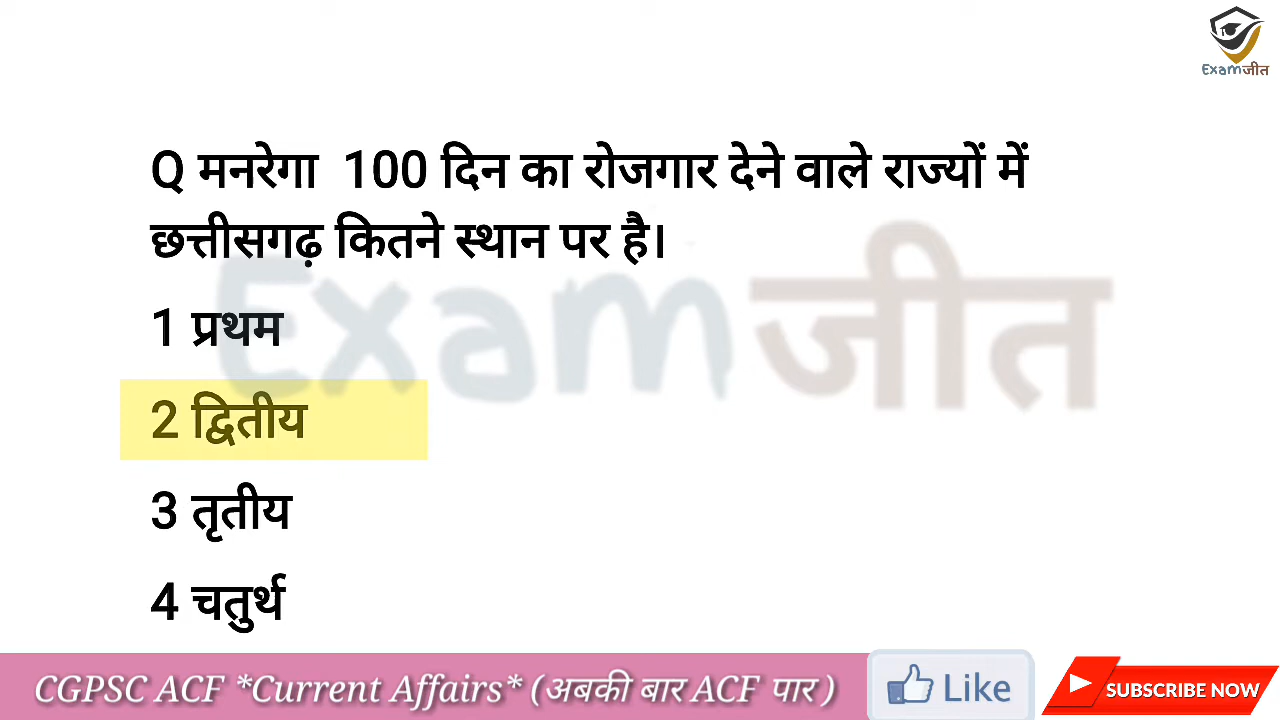 Examजीत
Q मनरेगा 100 दिन का रोजगार देने वाले राज्यों में
छत्तीसगढ़ कितने स्थान पर है।
Examजीत
1 प्रथम
2 द्वितीय
3 तृतीय
4 चतुर्थ
CGPSC ACF *Current Affairs* (अबकी बार ACF पार )
Like
SUBSCRIBE NOW